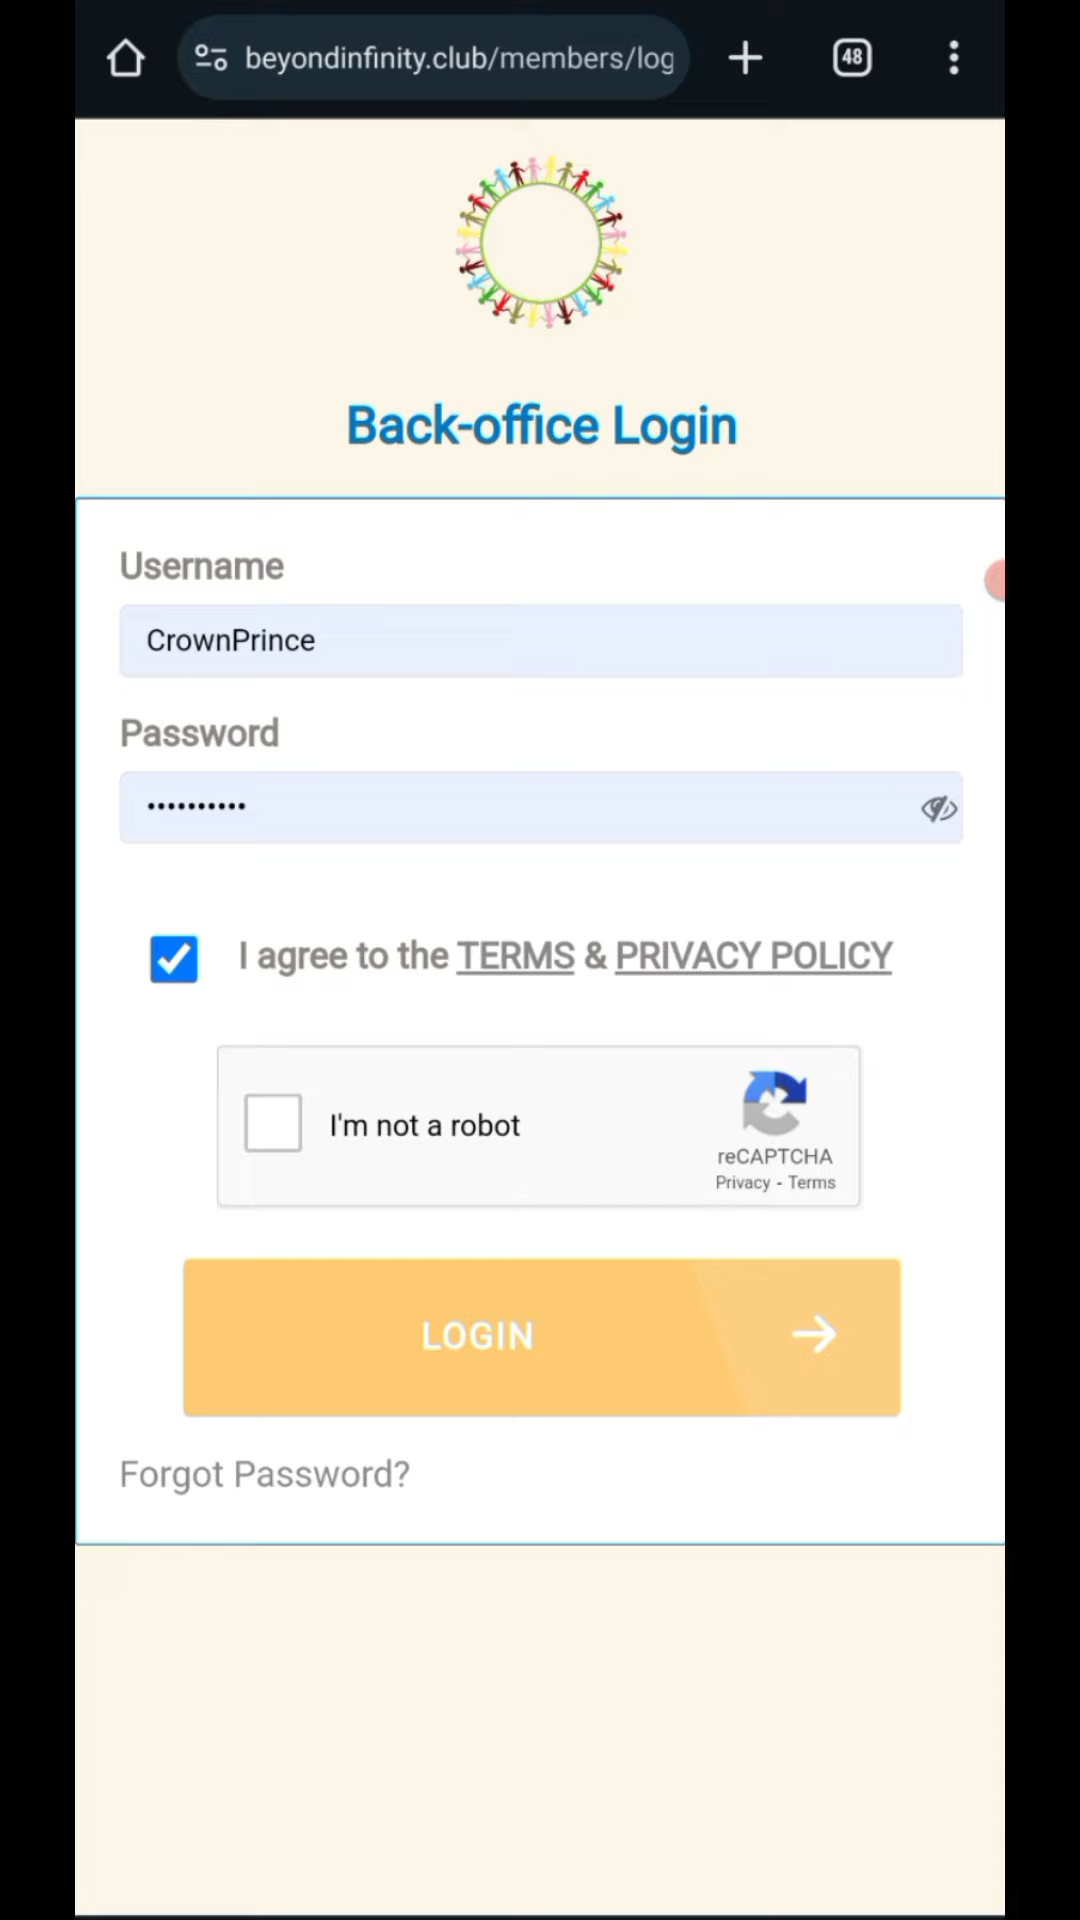 beyondinfinity.club/members/log
48
Back-office Login
Username
CrownPrince
Password
••••••••••
I agree to the TERMS & PRIVACY POLICY
I'm not a robot
reCAPTCHA
Privacy - Terms
LOGIN
Forgot Password?